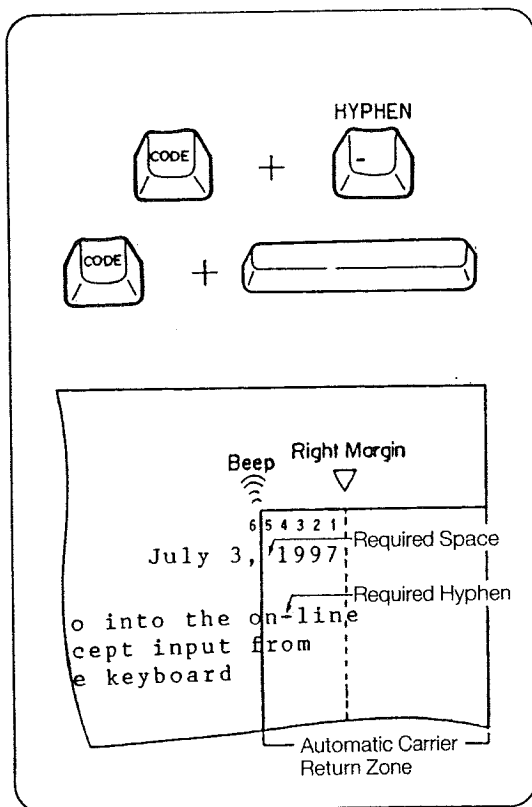 HYPHEN
CODE + -
CODE +
Beep Right Margin
6 5 4 3 2 1
July 3, 1997 Required Space
Required Hyphen
o into the on-line
cept input from
e keyboard
Automatic Carrier
Return Zone